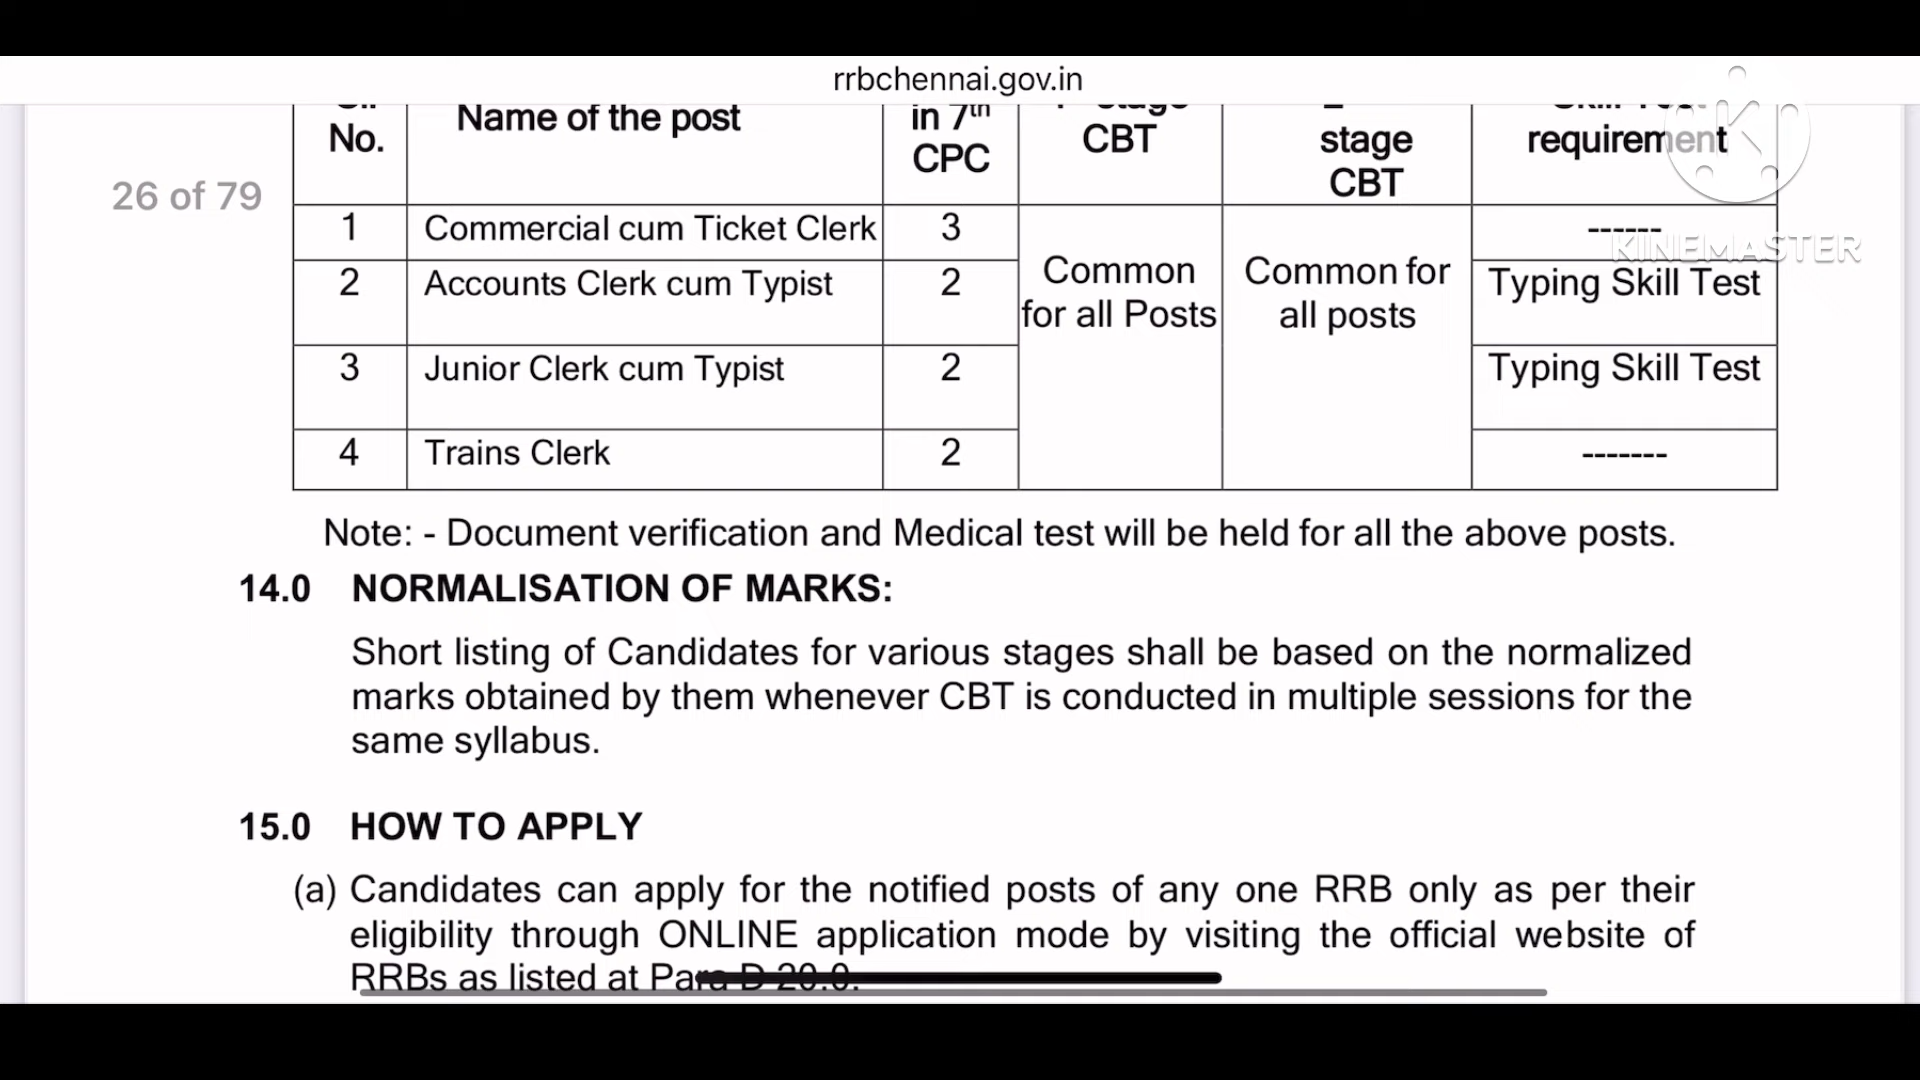 rrbchennai.gov.in
26 of 79
No. Name of the post in 7th CPC stage CBT stage CBT requirement
1 Commercial cum Ticket Clerk 3 Common for all Posts Common for all posts ------
2 Accounts Clerk cum Typist 2 Typing Skill Test
3 Junior Clerk cum Typist 2 Typing Skill Test
4 Trains Clerk 2 -------
Note: - Document verification and Medical test will be held for all the above posts.
14.0 NORMALISATION OF MARKS:
Short listing of Candidates for various stages shall be based on the normalized
marks obtained by them whenever CBT is conducted in multiple sessions for the
same syllabus.
15.0 HOW TO APPLY
(a) Candidates can apply for the notified posts of any one RRB only as per their
eligibility through ONLINE application mode by visiting the official website of
RRBs as listed at Para D 20.0.
KINEMASTER